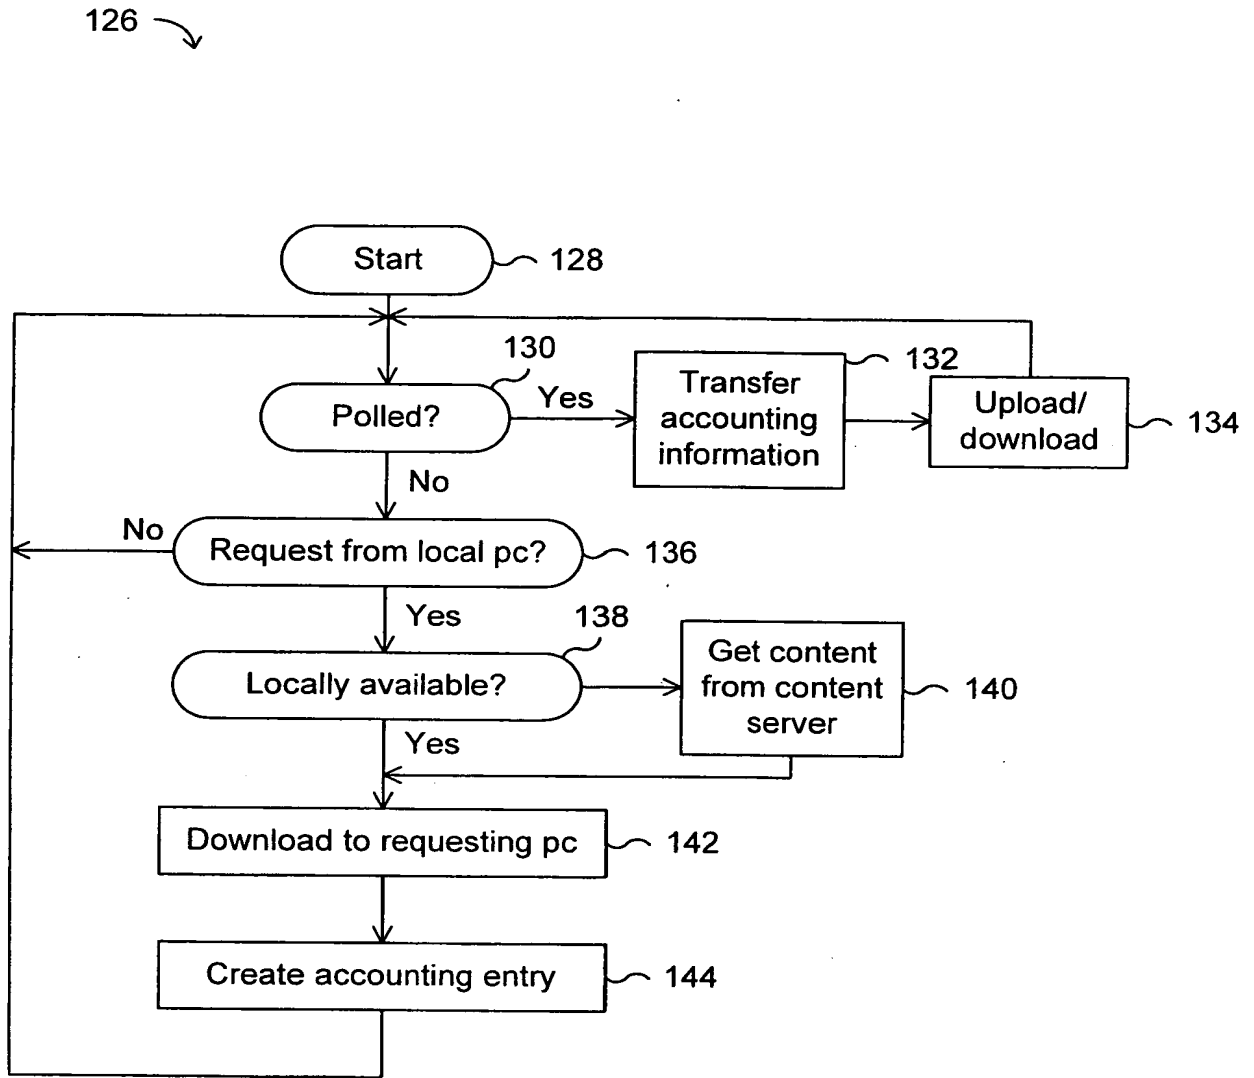 126
Start
128
130
Polled?
Yes
Transfer
accounting
information
132
Upload/
download
134
No
No
Request from local pc?
136
Yes
138
Locally available?
Get content
from content
server
140
Yes
Download to requesting pc
142
Create accounting entry
144